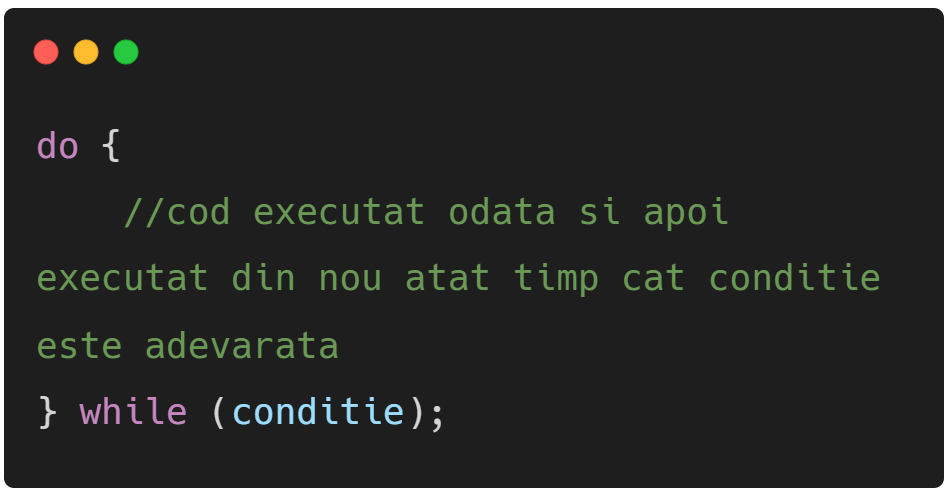 do {
    //cod executat odata si apoi
executat din nou atat timp cat conditie
este adevarata
} while (conditie);